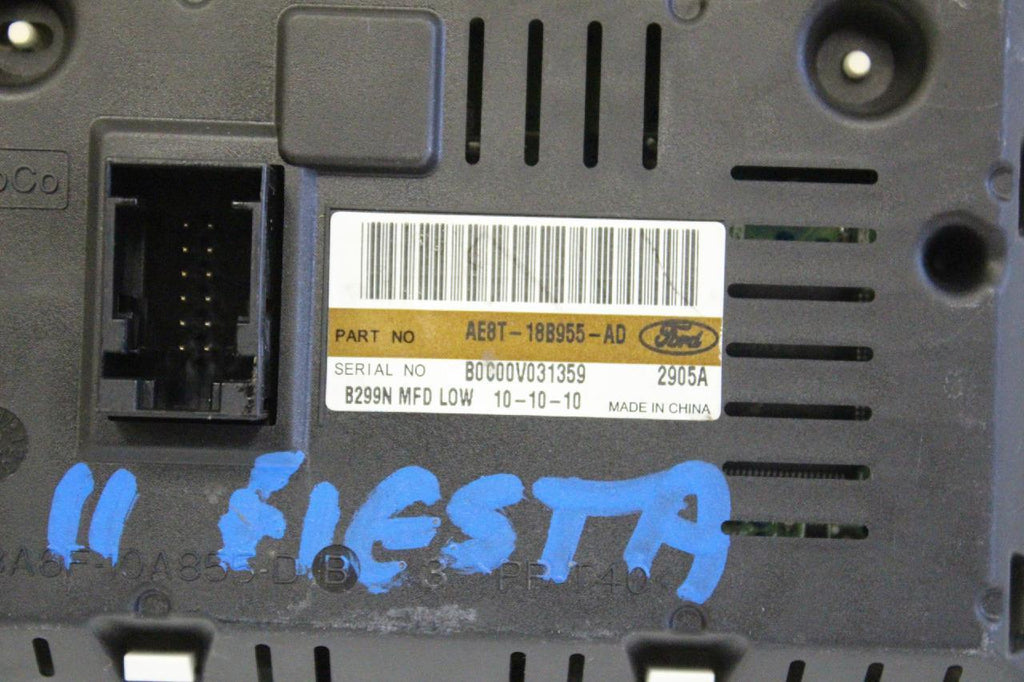 oCo
PART NO AE8T-18B955-AD Ford
SERIAL NO B0C00V031359 2905A
B299N MFD LOW 10-10-10 MADE IN CHINA
11 FIESTA
B